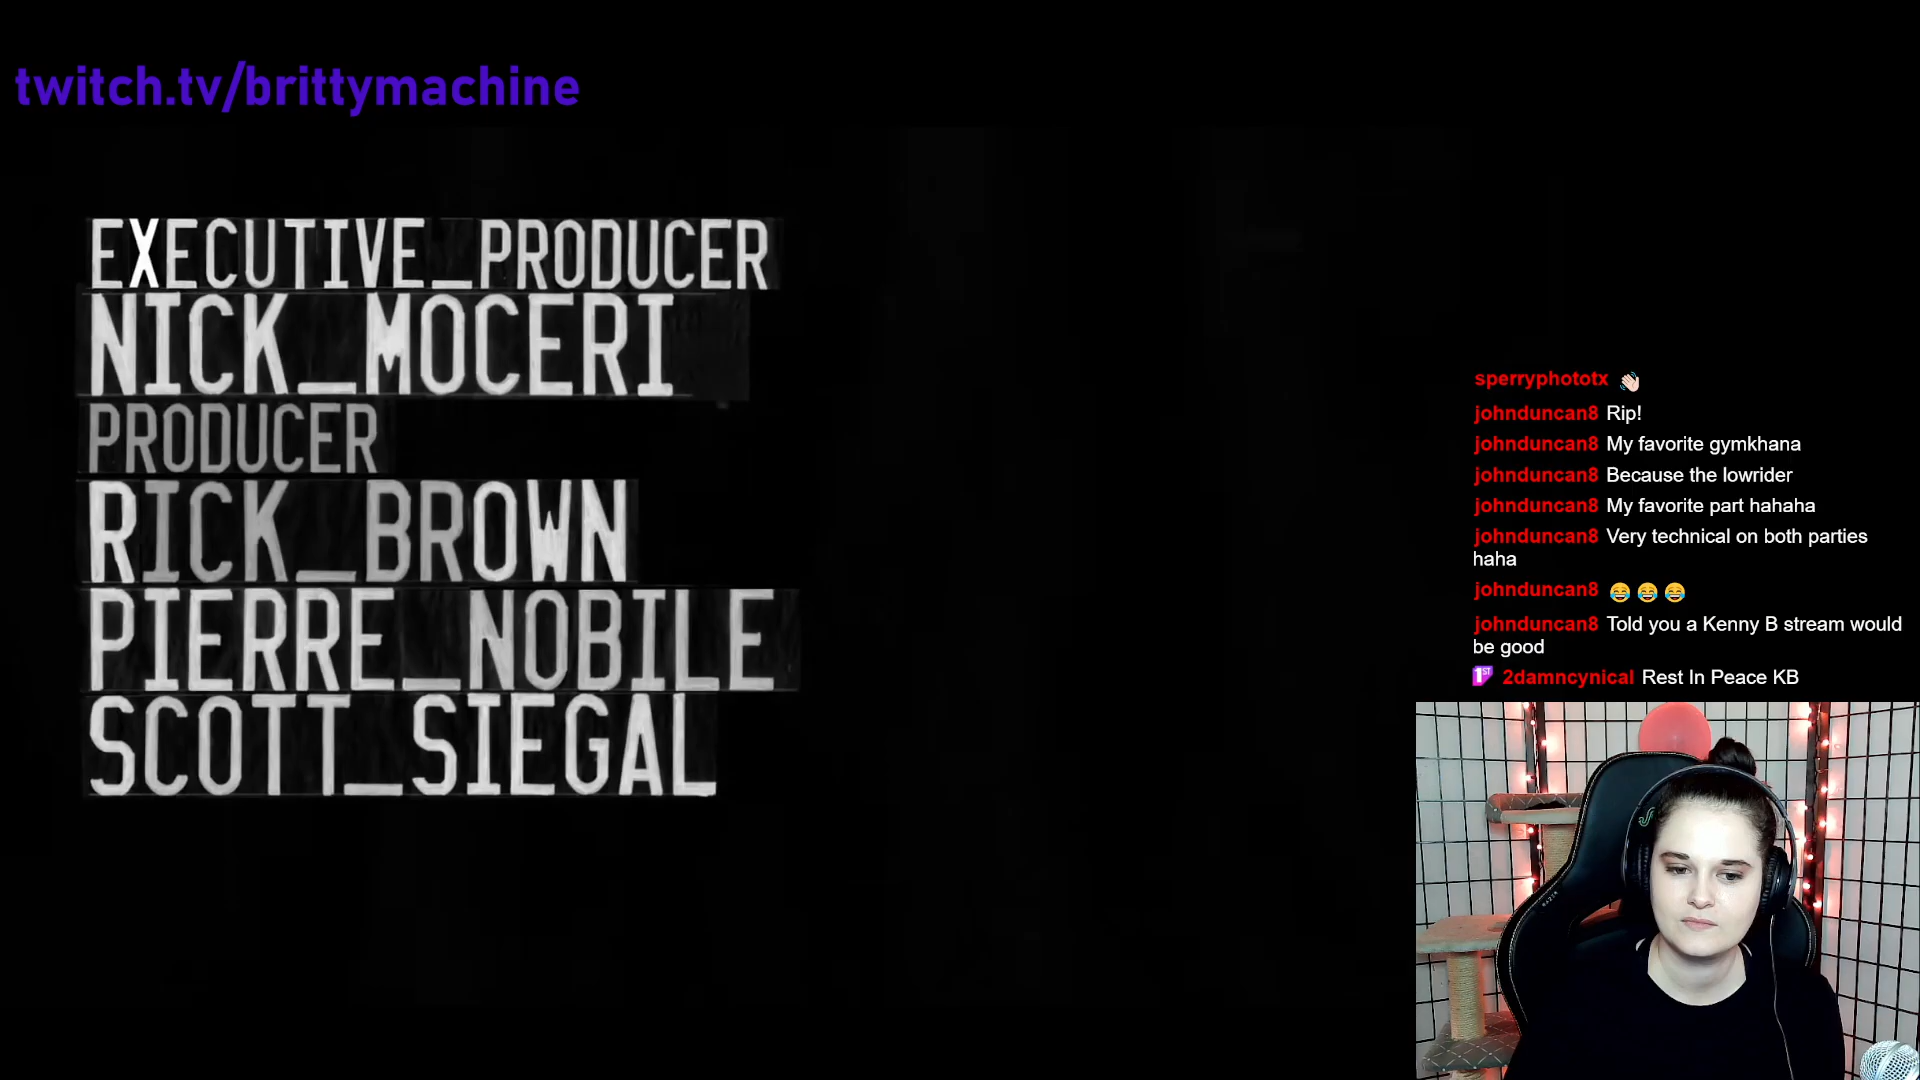 twitch.tv/brittymachine
EXECUTIVE_PRODUCER
NICK_MOCERI
PRODUCER
RICK_BROWN
PIERRE_NOBILE
SCOTT_SIEGAL
sperryphototx 👋🏻
johnduncan8 Rip!
johnduncan8 My favorite gymkhana
johnduncan8 Because the lowrider
johnduncan8 My favorite part hahaha
johnduncan8 Very technical on both parties
haha
johnduncan8 😂 😂 😂
johnduncan8 Told you a Kenny B stream would
be good
1ST 2damncynical Rest In Peace KB